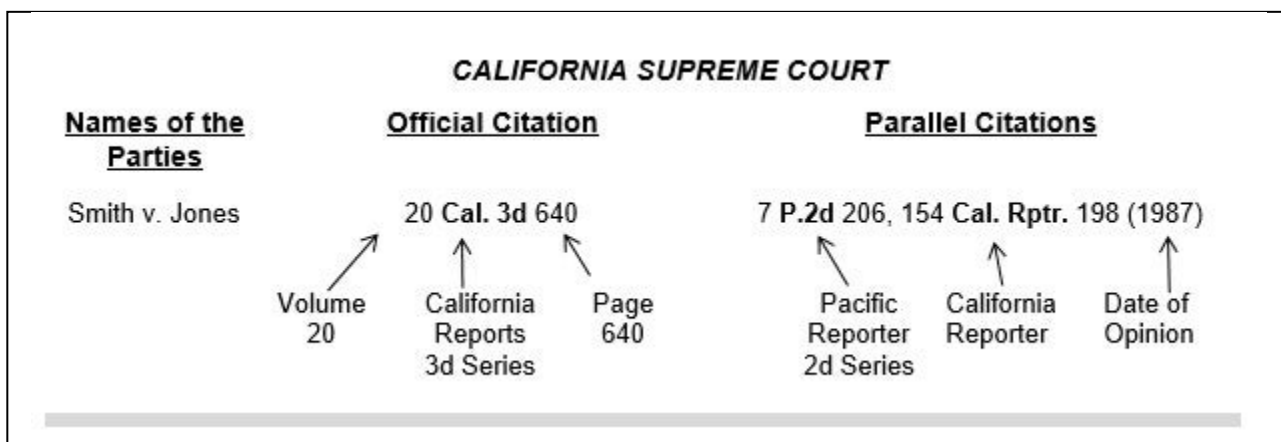 CALIFORNIA SUPREME COURT
Names of the Parties
Official Citation
Parallel Citations
Smith v. Jones
20 Cal. 3d 640
7 P.2d 206, 154 Cal. Rptr. 198 (1987)
Volume
20
California
Reports
3d Series
Page
640
Pacific
Reporter
2d Series
California
Reporter
Date of
Opinion